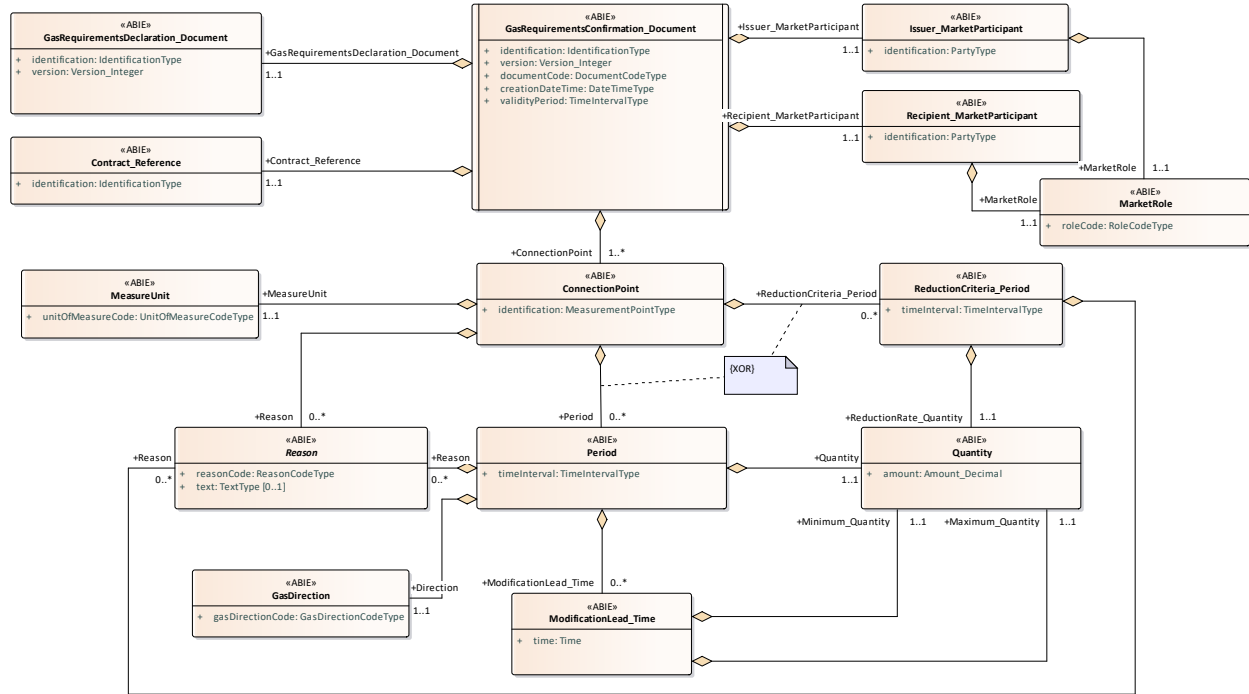 «ABIE»
GasRequirementsDeclaration_Document
+ identification: IdentificationType
+ version: Version_Integer
+GasRequirementsDeclaration_Document
1..1
«ABIE»
GasRequirementsConfirmation_Document
+ identification: IdentificationType
+ version: Version_Integer
+ documentCode: DocumentCodeType
+ creationDateTime: DateTimeType
+ validityPeriod: TimeIntervalType
+Issuer_MarketParticipant
1..1
«ABIE»
Issuer_MarketParticipant
+ identification: PartyType
+Recipient_MarketParticipant
1..1
«ABIE»
Recipient_MarketParticipant
+ identification: PartyType
«ABIE»
Contract_Reference
+ identification: IdentificationType
+Contract_Reference
1..1
+MarketRole 1..1
+MarketRole
1..1
«ABIE»
MarketRole
+ roleCode: RoleCodeType
+ConnectionPoint 1..*
«ABIE»
MeasureUnit
+ unitOfMeasureCode: UnitOfMeasureCodeType
+MeasureUnit
1..1
«ABIE»
ConnectionPoint
+ identification: MeasurementPointType
+ReductionCriteria_Period
0..*
«ABIE»
ReductionCriteria_Period
+ timeInterval: TimeIntervalType
{XOR}
+Reason 0..*
+Period 0..*
+ReductionRate_Quantity 1..1
+Reason
0..*
«ABIE»
Reason
+ reasonCode: ReasonCodeType
+ text: TextType [0..1]
+Reason
0..*
«ABIE»
Period
+ timeInterval: TimeIntervalType
+Quantity
1..1
«ABIE»
Quantity
+ amount: Amount_Decimal
+Minimum_Quantity 1..1
+Maximum_Quantity 1..1
«ABIE»
GasDirection
+ gasDirectionCode: GasDirectionCodeType
+Direction
1..1
+ModificationLead_Time 0..*
«ABIE»
ModificationLead_Time
+ time: Time